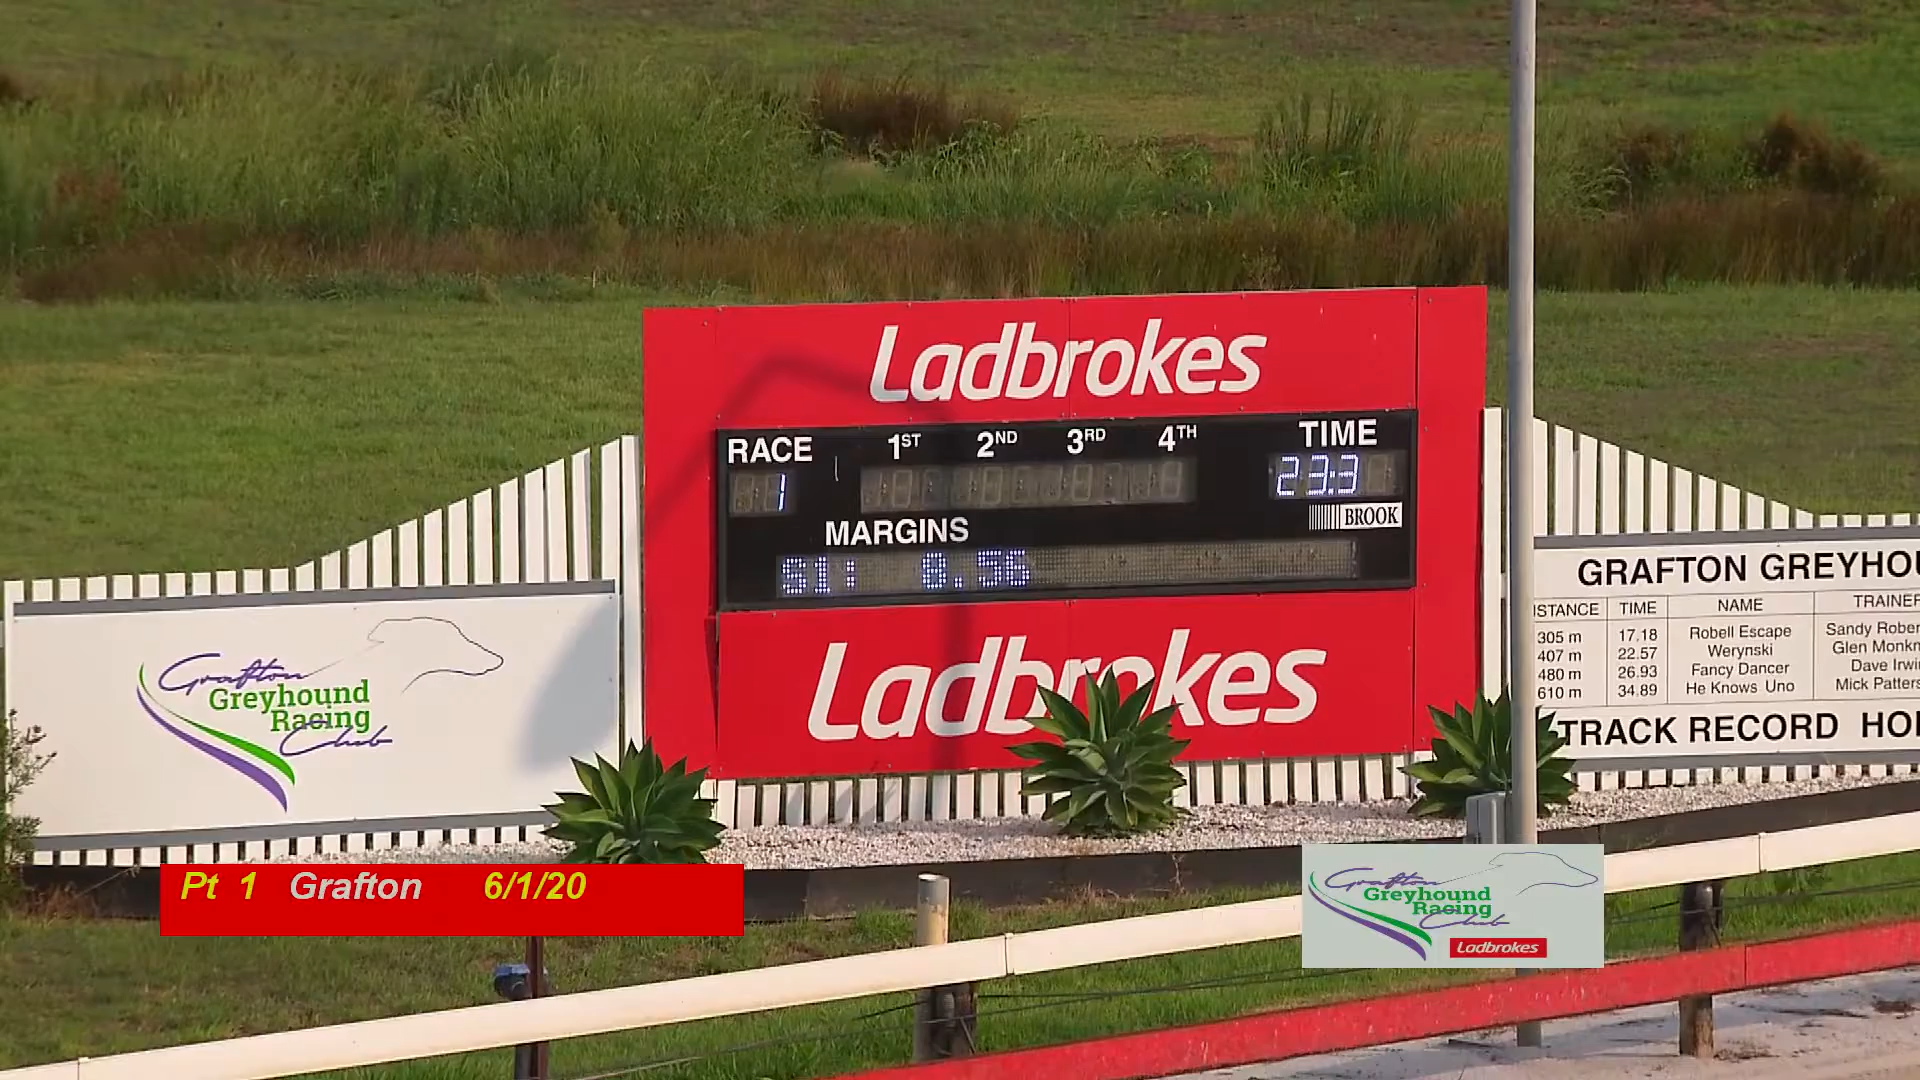 Ladbrokes
RACE 1ST 2ND 3RD 4TH TIME
1 23.3
BROOK
MARGINS
S1: 8.56
Ladbrokes
Grafton
Greyhound
Racing
Club
GRAFTON GREYHOU
ISTANCE TIME NAME TRAINER
305 m 17.18 Robell Escape Sandy Rober
407 m 22.57 Werynski Glen Monkn
480 m 26.93 Fancy Dancer Dave Irwi
610 m 34.89 He Knows Uno Mick Patters
TRACK RECORD HO
Pt 1 Grafton 6/1/20
Grafton
Greyhound
Racing
Club
Ladbrokes